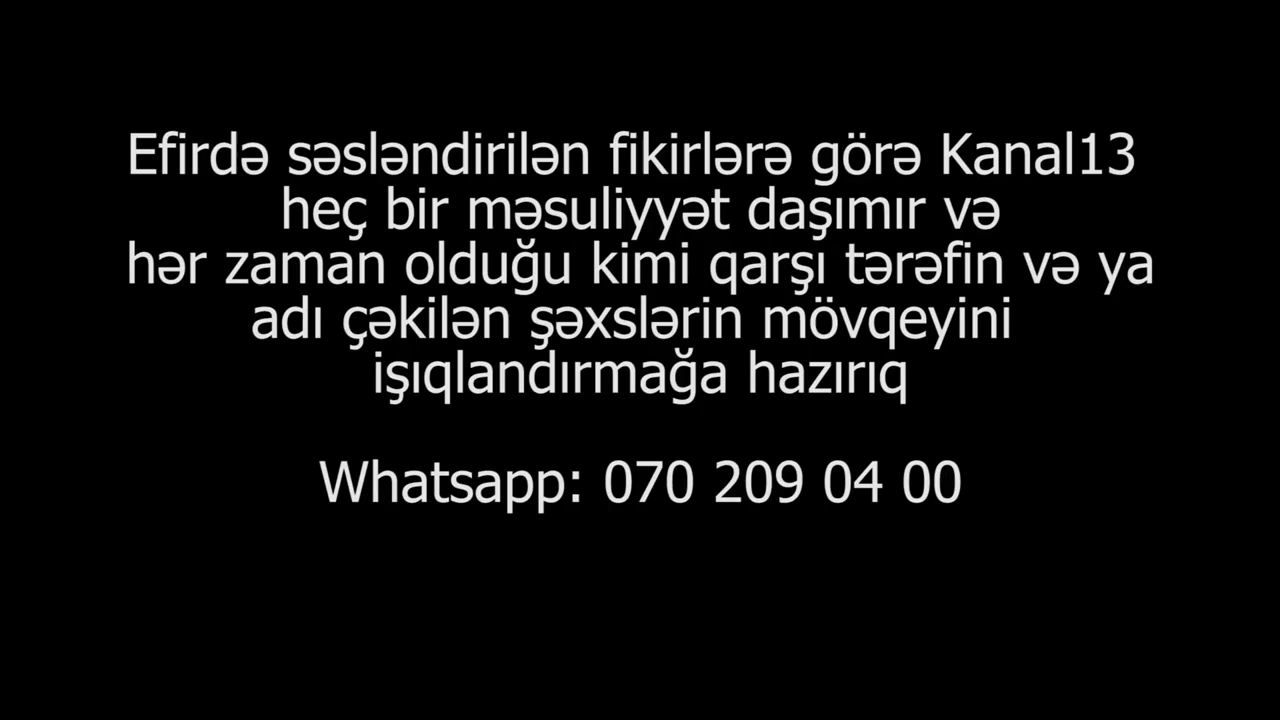 Efirdə səsləndirilən fikirlərə görə Kanal13
heç bir məsuliyyət daşımır və
hər zaman olduğu kimi qarşı tərəfin və ya
adı çəkilən şəxslərin mövqeyini
işıqlandırmağa hazırıq
Whatsapp: 070 209 04 00